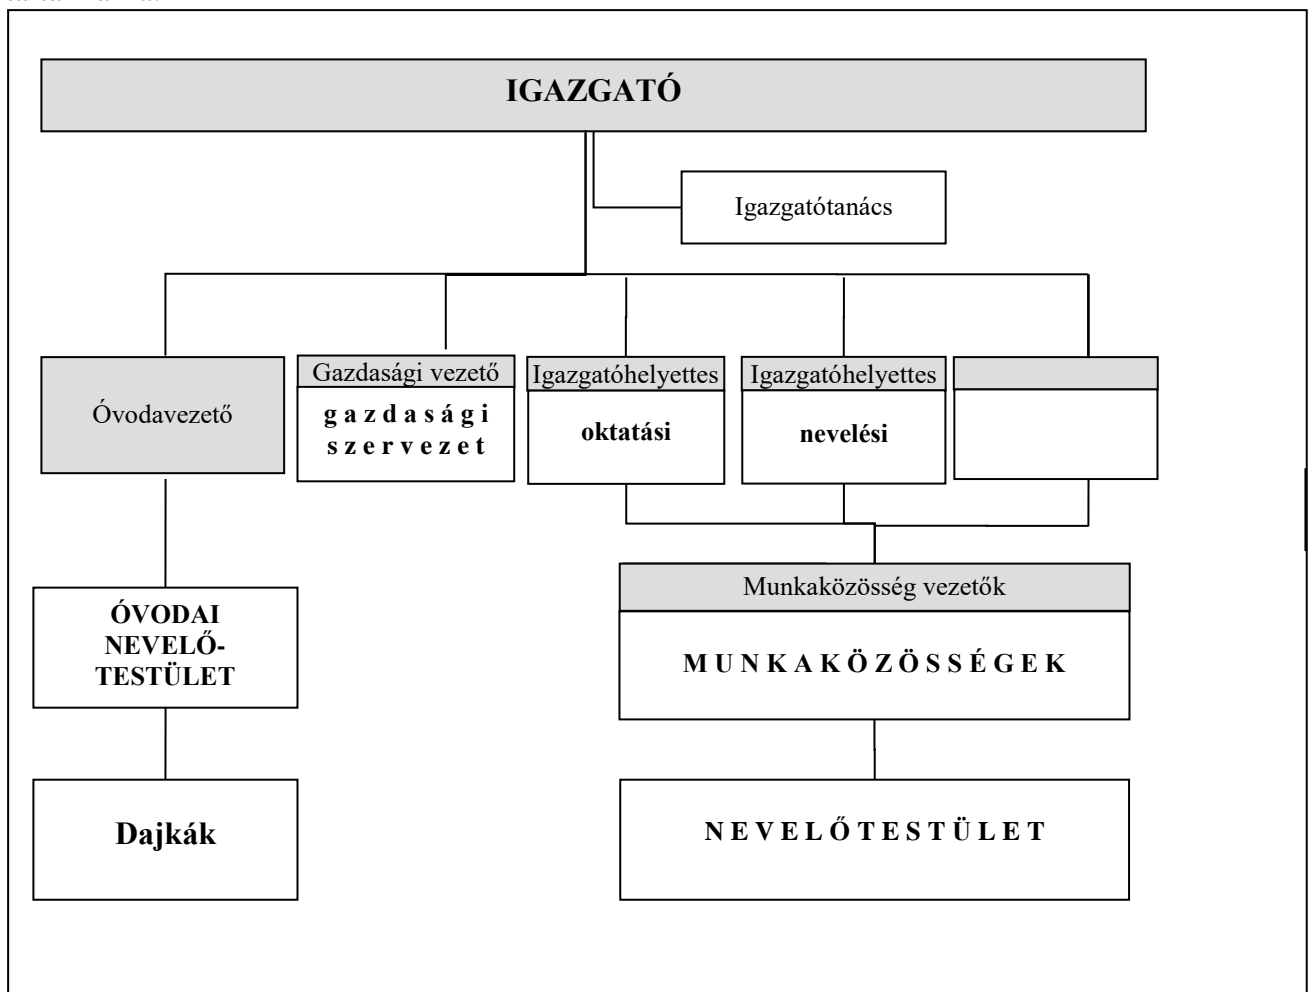 IGAZGATÓ
Igazgatótanács
Óvodavezető
Gazdasági vezető
g a z d a s á g i
s z e r v e z e t
Igazgatóhelyettes
oktatási
Igazgatóhelyettes
nevelési
ÓVODAI
NEVELŐ-
TESTÜLET
Dajkák
Munkaközösség vezetők
M U N K A K Ö Z Ö S S É G E K
N E V E L Ő T E S T Ü L E T